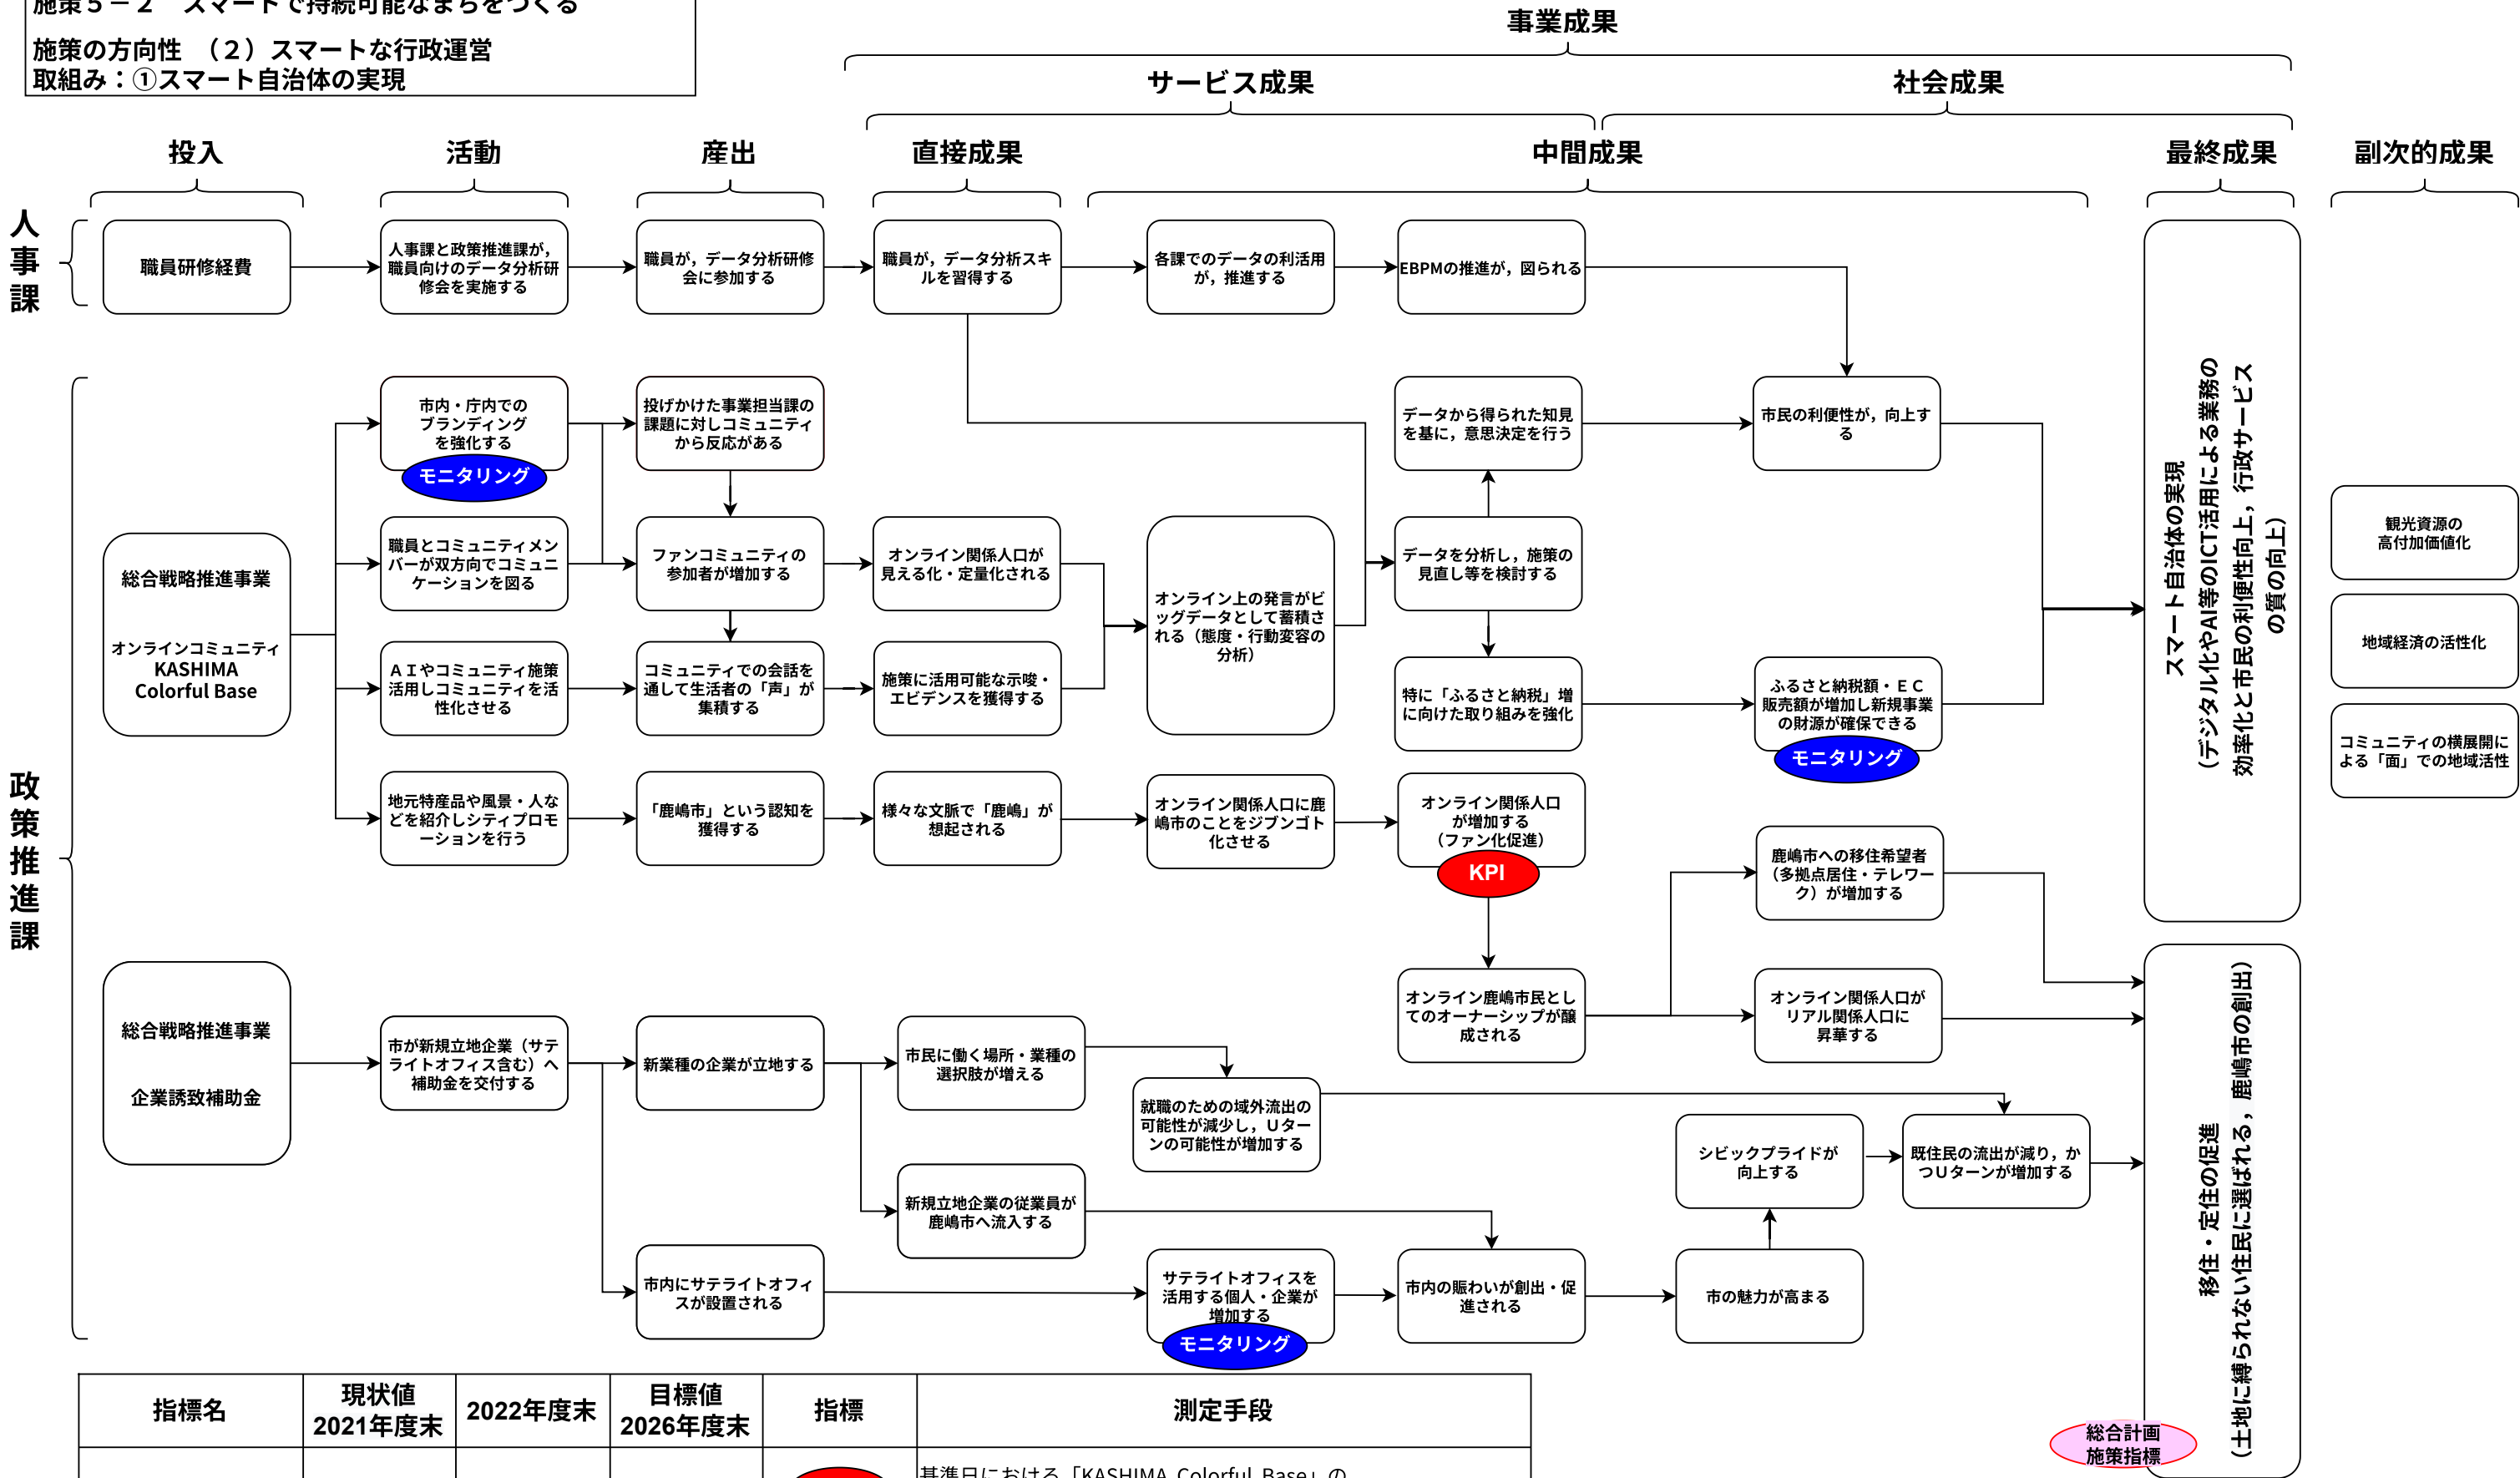 施策５－２　スマートで持続可能なまちをつくる
施策の方向性　（２）スマートな行政運営
取組み：①スマート自治体の実現
事業成果
サービス成果
社会成果
投入
活動
産出
直接成果
中間成果
最終成果
副次的成果
人事課
職員研修経費
人事課と政策推進課が，
職員向けのデータ分析研
修会を実施する
職員が，データ分析研修
会に参加する
職員が，データ分析スキ
ルを習得する
各課でのデータの利活用
が，推進する
EBPMの推進が，図られる
政策推進課
総合戦略推進事業
オンラインコミュニティ
KASHIMA
Colorful Base
市内・庁内での
ブランディング
を強化する
モニタリング
投げかけた事業担当課の
課題に対しコミュニティ
から反応がある
データから得られた知見
を基に，意思決定を行う
市民の利便性が，向上す
る
職員とコミュニティメン
バーが双方向でコミュニ
ケーションを図る
ファンコミュニティの
参加者が増加する
オンライン関係人口が
見える化・定量化される
オンライン上の発言がビ
ッグデータとして蓄積さ
れる（態度・行動変容の
分析）
データを分析し，施策の
見直し等を検討する
ＡＩやコミュニティ施策
活用しコミュニティを活
性化させる
コミュニティでの会話を
通して生活者の「声」が
集積する
施策に活用可能な示唆・
エビデンスを獲得する
特に「ふるさと納税」増
に向けた取り組みを強化
ふるさと納税額・ＥＣ
販売額が増加し新規事業
の財源が確保できる
モニタリング
地元特産品や風景・人な
どを紹介しシティプロモ
ーションを行う
「鹿嶋市」という認知を
獲得する
様々な文脈で「鹿嶋」が
想起される
オンライン関係人口に鹿
嶋市のことをジブンゴト
化させる
オンライン関係人口
が増加する
（ファン化促進）
KPI
鹿嶋市への移住希望者
（多拠点居住・テレワー
ク）が増加する
オンライン鹿嶋市民とし
てのオーナーシップが醸
成される
オンライン関係人口が
リアル関係人口に
昇華する
スマート自治体の実現
（デジタル化やAI等のICT活用による業務の
効率化と市民の利便性向上，行政サービス
の質の向上）
観光資源の
高付加価値化
地域経済の活性化
コミュニティの横展開に
よる「面」での地域活性
総合戦略推進事業
企業誘致補助金
市が新規立地企業（サテ
ライトオフィス含む）へ
補助金を交付する
新業種の企業が立地する
市民に働く場所・業種の
選択肢が増える
就職のための域外流出の
可能性が減少し，Ｕター
ンの可能性が増加する
新規立地企業の従業員が
鹿嶋市へ流入する
シビックプライドが
向上する
既住民の流出が減り，か
つＵターンが増加する
市内にサテライトオフィ
スが設置される
サテライトオフィスを
活用する個人・企業が
増加する
モニタリング
市内の賑わいが創出・促
進される
市の魅力が高まる
移住・定住の促進
（土地に縛られない住民に選ばれる，鹿嶋市の創出）
総合計画
施策指標
指標名
現状値
2021年度末
2022年度末
目標値
2026年度末
指標
測定手段
基準日における「KASHIMA Colorful Base」の